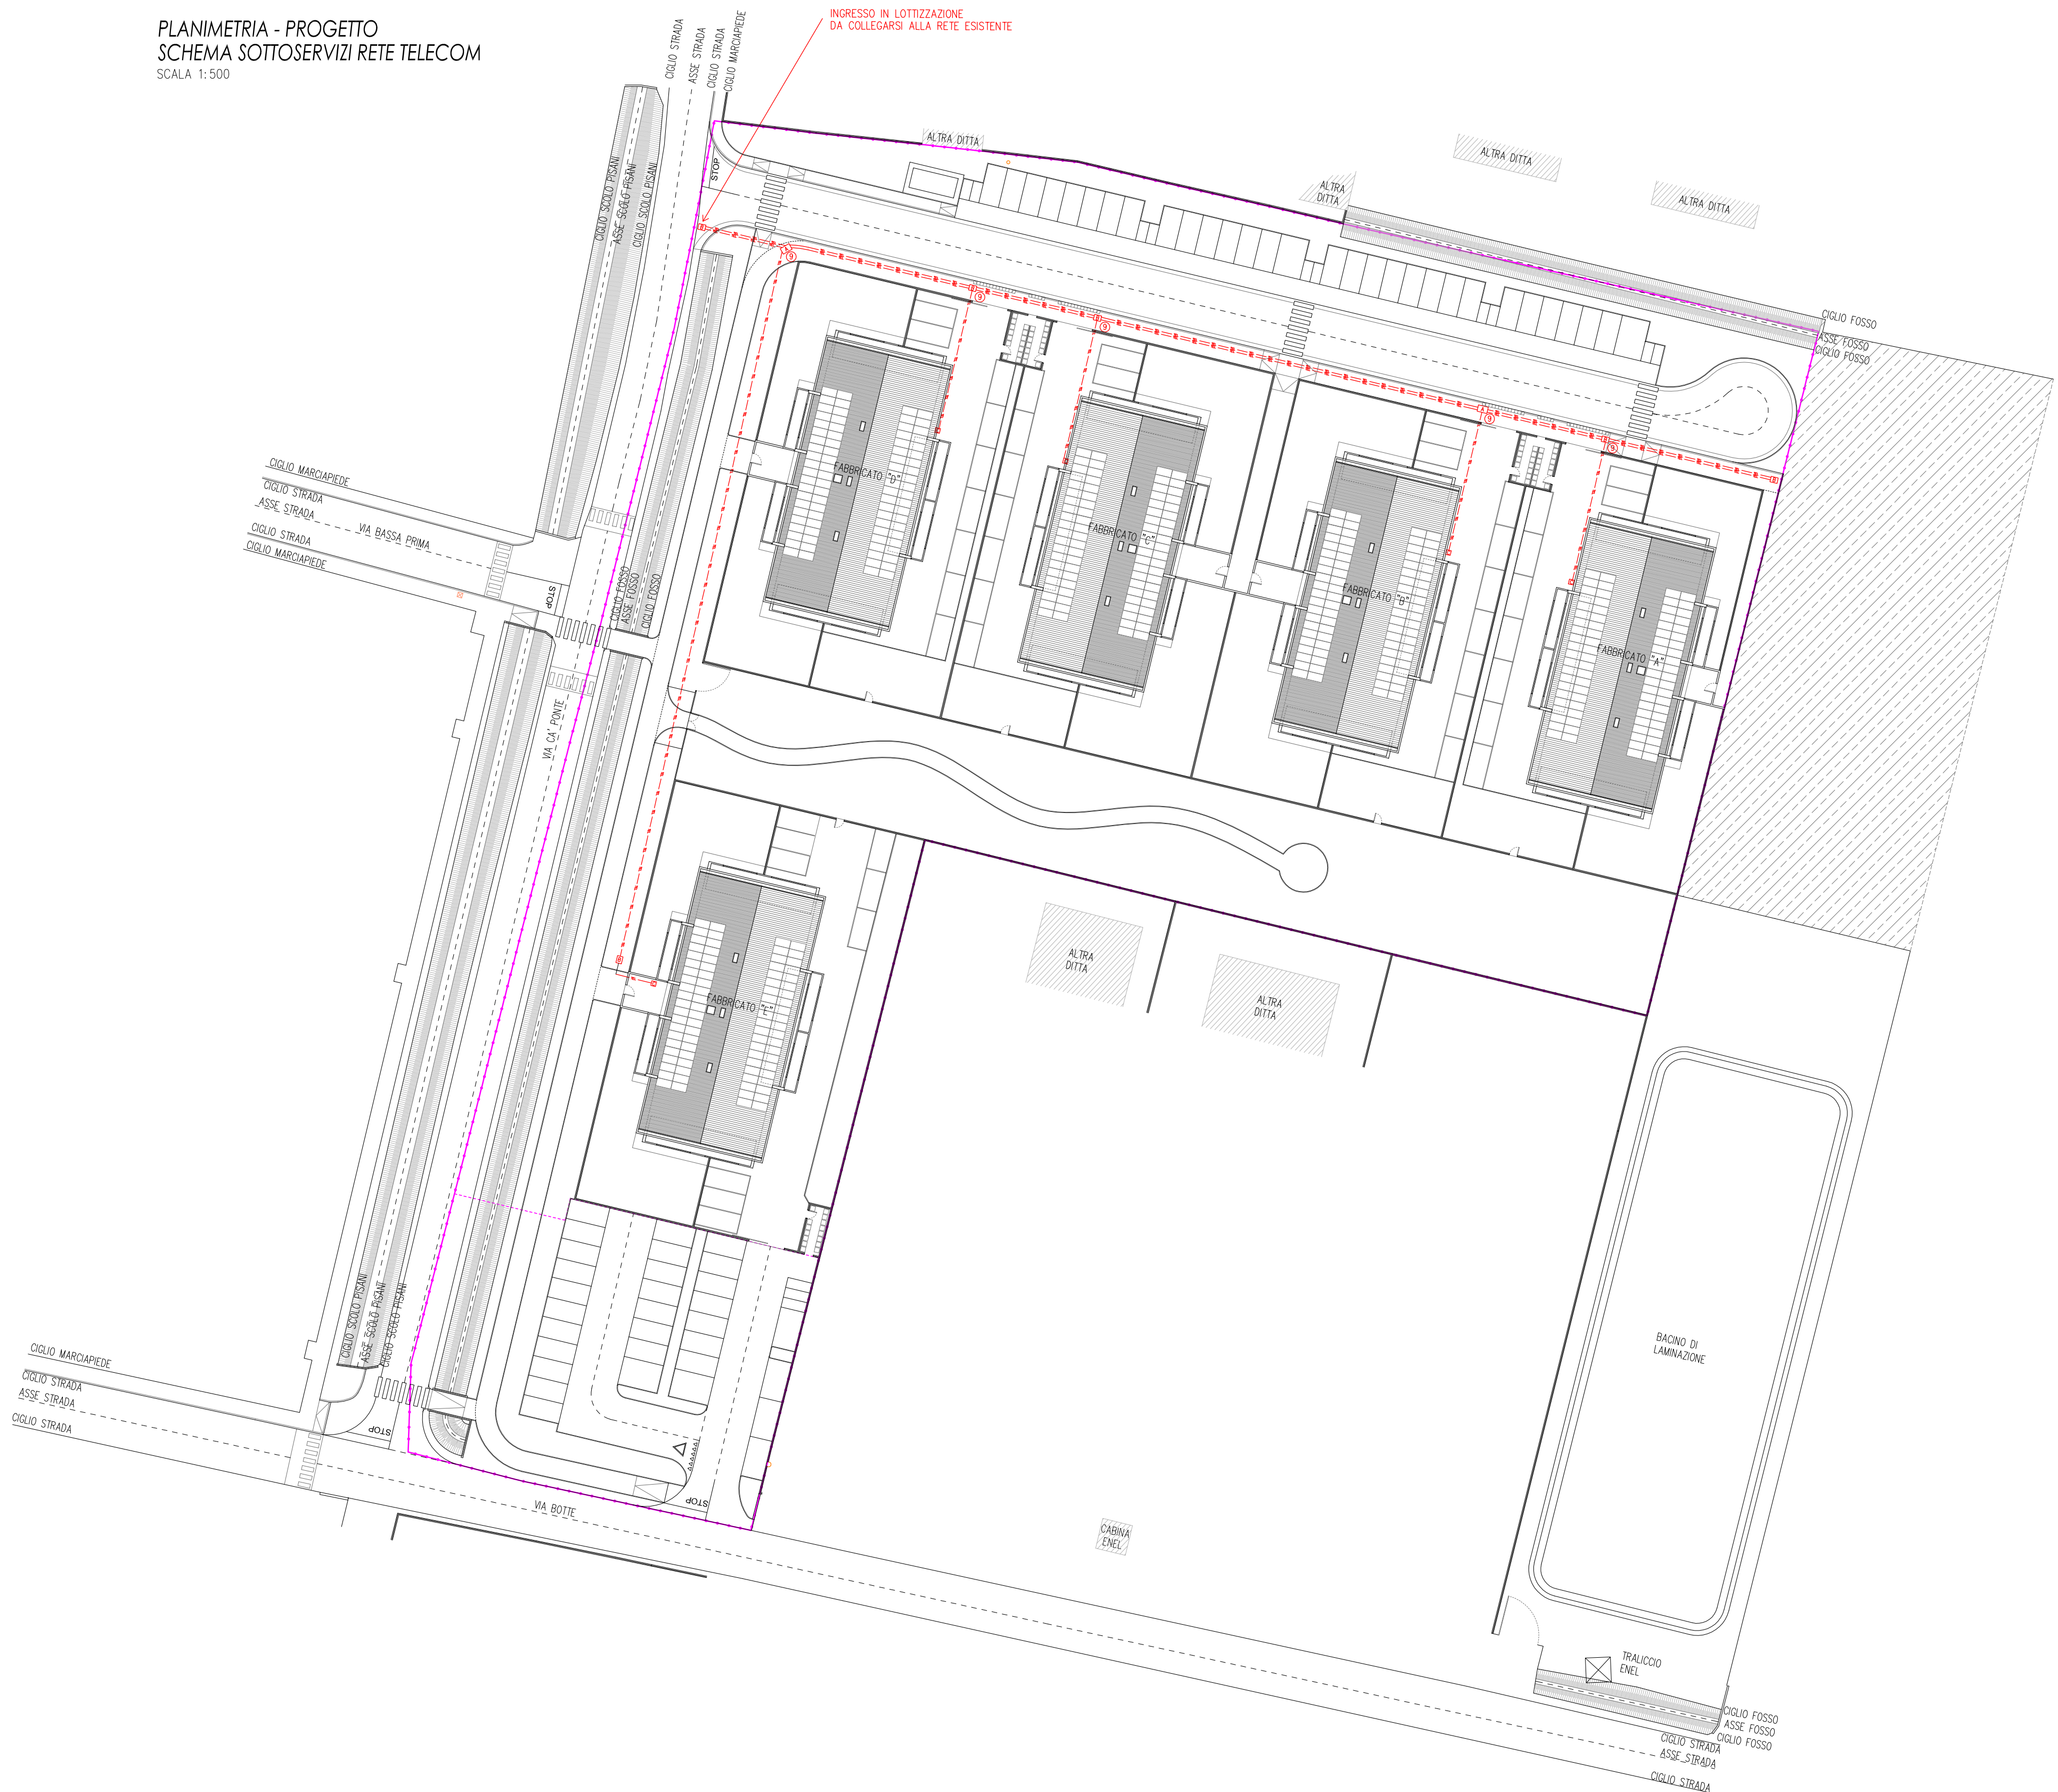 PLANIMETRIA - PROGETTO
SCHEMA SOTTOSERVIZI RETE TELECOM
SCALA 1:500
INGRESSO IN LOTTIZZAZIONE
DA COLLEGARSI ALLA RETE ESISTENTE
CIGLIO STRADA
ASSE STRADA
CIGLIO STRADA
CIGLIO MARCIAPIEDE
ALTRA DITTA
ALTRA DITTA
ALTRA
DITTA
ALTRA DITTA
STOP
CIGLIO SCOLO PISANI
ASSE SCOLO PISANI
CIGLIO SCOLO PISANI
9
9
9
9
9
CIGLIO FOSSO
ASSE FOSSO
CIGLIO FOSSO
CIGLIO MARCIAPIEDE
CIGLIO STRADA
ASSE STRADA
VIA BASSA PRIMA
CIGLIO STRADA
CIGLIO MARCIAPIEDE
STOP
CIGLIO FOSSO
ASSE FOSSO
CIGLIO FOSSO
FABBRICATO "D"
FABBRICATO "C"
FABBRICATO "B"
FABBRICATO "A"
VIA CA' PONTE
FABBRICATO "E"
ALTRA
DITTA
ALTRA
DITTA
CIGLIO SCOLO PISANI
ASSE SCOLO PISANI
CIGLIO SCOLO PISANI
BACINO DI
LAMINAZIONE
CIGLIO MARCIAPIEDE
CIGLIO STRADA
ASSE STRADA
CIGLIO STRADA
STOP
STOP
VIA BOTTE
CABINA
ENEL
TRALICCIO
ENEL
CIGLIO FOSSO
ASSE FOSSO
CIGLIO FOSSO
CIGLIO STRADA
ASSE STRADA
CIGLIO STRADA